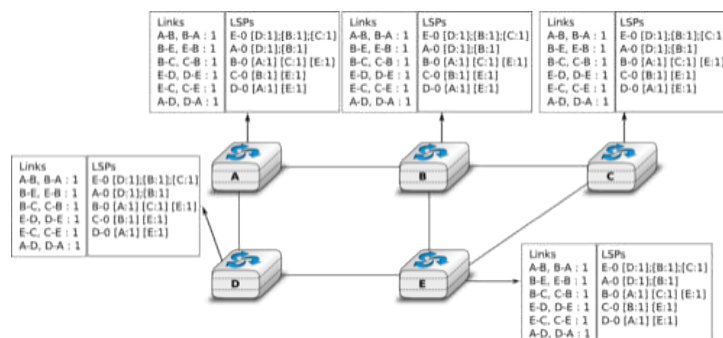 Links LSPs
A-B, B-A : 1 E-0 [D:1];[B:1];[C:1]
B-E, E-B : 1 A-0 [D:1];[B:1]
B-C, C-B : 1 B-0 [A:1] [C:1] [E:1]
E-D, D-E : 1 C-0 [B:1] [E:1]
E-C, C-E : 1 D-0 [A:1] [E:1]
A-D, D-A : 1
Links LSPs
A-B, B-A : 1 E-0 [D:1];[B:1];[C:1]
B-E, E-B : 1 A-0 [D:1];[B:1]
B-C, C-B : 1 B-0 [A:1] [C:1] [E:1]
E-D, D-E : 1 C-0 [B:1] [E:1]
E-C, C-E : 1 D-0 [A:1] [E:1]
A-D, D-A : 1
Links LSPs
A-B, B-A : 1 E-0 [D:1];[B:1];[C:1]
B-E, E-B : 1 A-0 [D:1];[B:1]
B-C, C-B : 1 B-0 [A:1] [C:1] [E:1]
E-D, D-E : 1 C-0 [B:1] [E:1]
E-C, C-E : 1 D-0 [A:1] [E:1]
A-D, D-A : 1
A
B
C
Links LSPs
A-B, B-A : 1 E-0 [D:1];[B:1];[C:1]
B-E, E-B : 1 A-0 [D:1];[B:1]
B-C, C-B : 1 B-0 [A:1] [C:1] [E:1]
E-D, D-E : 1 C-0 [B:1] [E:1]
E-C, C-E : 1 D-0 [A:1] [E:1]
A-D, D-A : 1
D
E
Links LSPs
A-B, B-A : 1 E-0 [D:1];[B:1];[C:1]
B-E, E-B : 1 A-0 [D:1];[B:1]
B-C, C-B : 1 B-0 [A:1] [C:1] [E:1]
E-D, D-E : 1 C-0 [B:1] [E:1]
E-C, C-E : 1 D-0 [A:1] [E:1]
A-D, D-A : 1